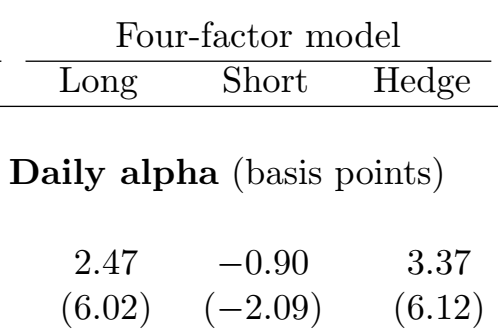 Four-factor model
Long Short Hedge
Daily alpha (basis points)
2.47 −0.90 3.37
(6.02) (−2.09) (6.12)